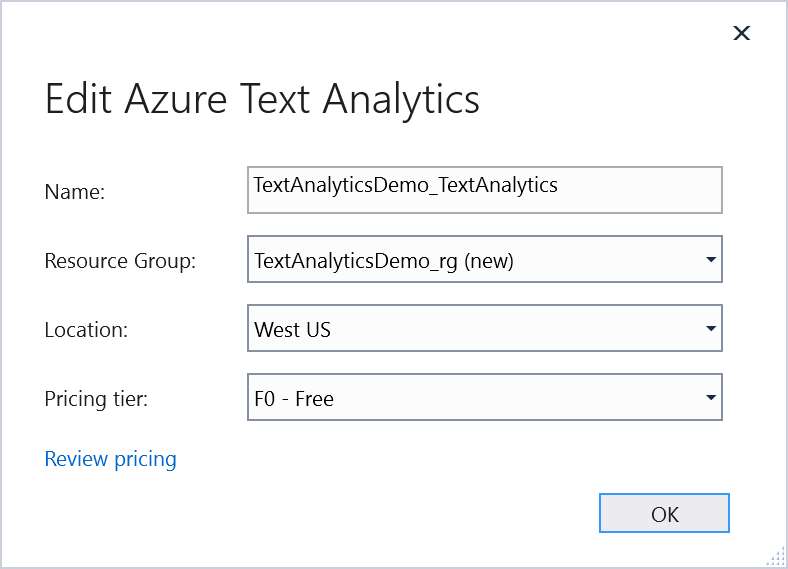 Edit Azure Text Analytics
Name: TextAnalyticsDemo_TextAnalytics
Resource Group: TextAnalyticsDemo_rg (new)
Location: West US
Pricing tier: F0 - Free
Review pricing
OK